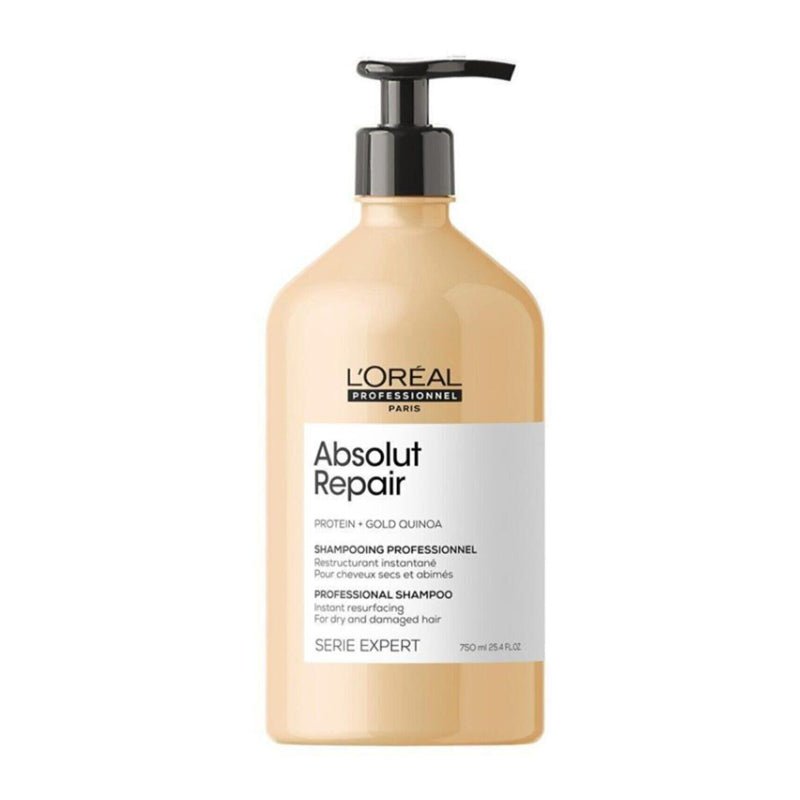 L'ORÉAL
PROFESSIONNEL
PARIS
Absolut
Repair
PROTEIN + GOLD QUINOA
SHAMPOOING PROFESSIONNEL
Restructurant instantané
Pour cheveux secs et abimés
PROFESSIONAL SHAMPOO
Instant resurfacing
For dry and damaged hair
SERIE EXPERT
750 ml 25.4 FL.OZ.